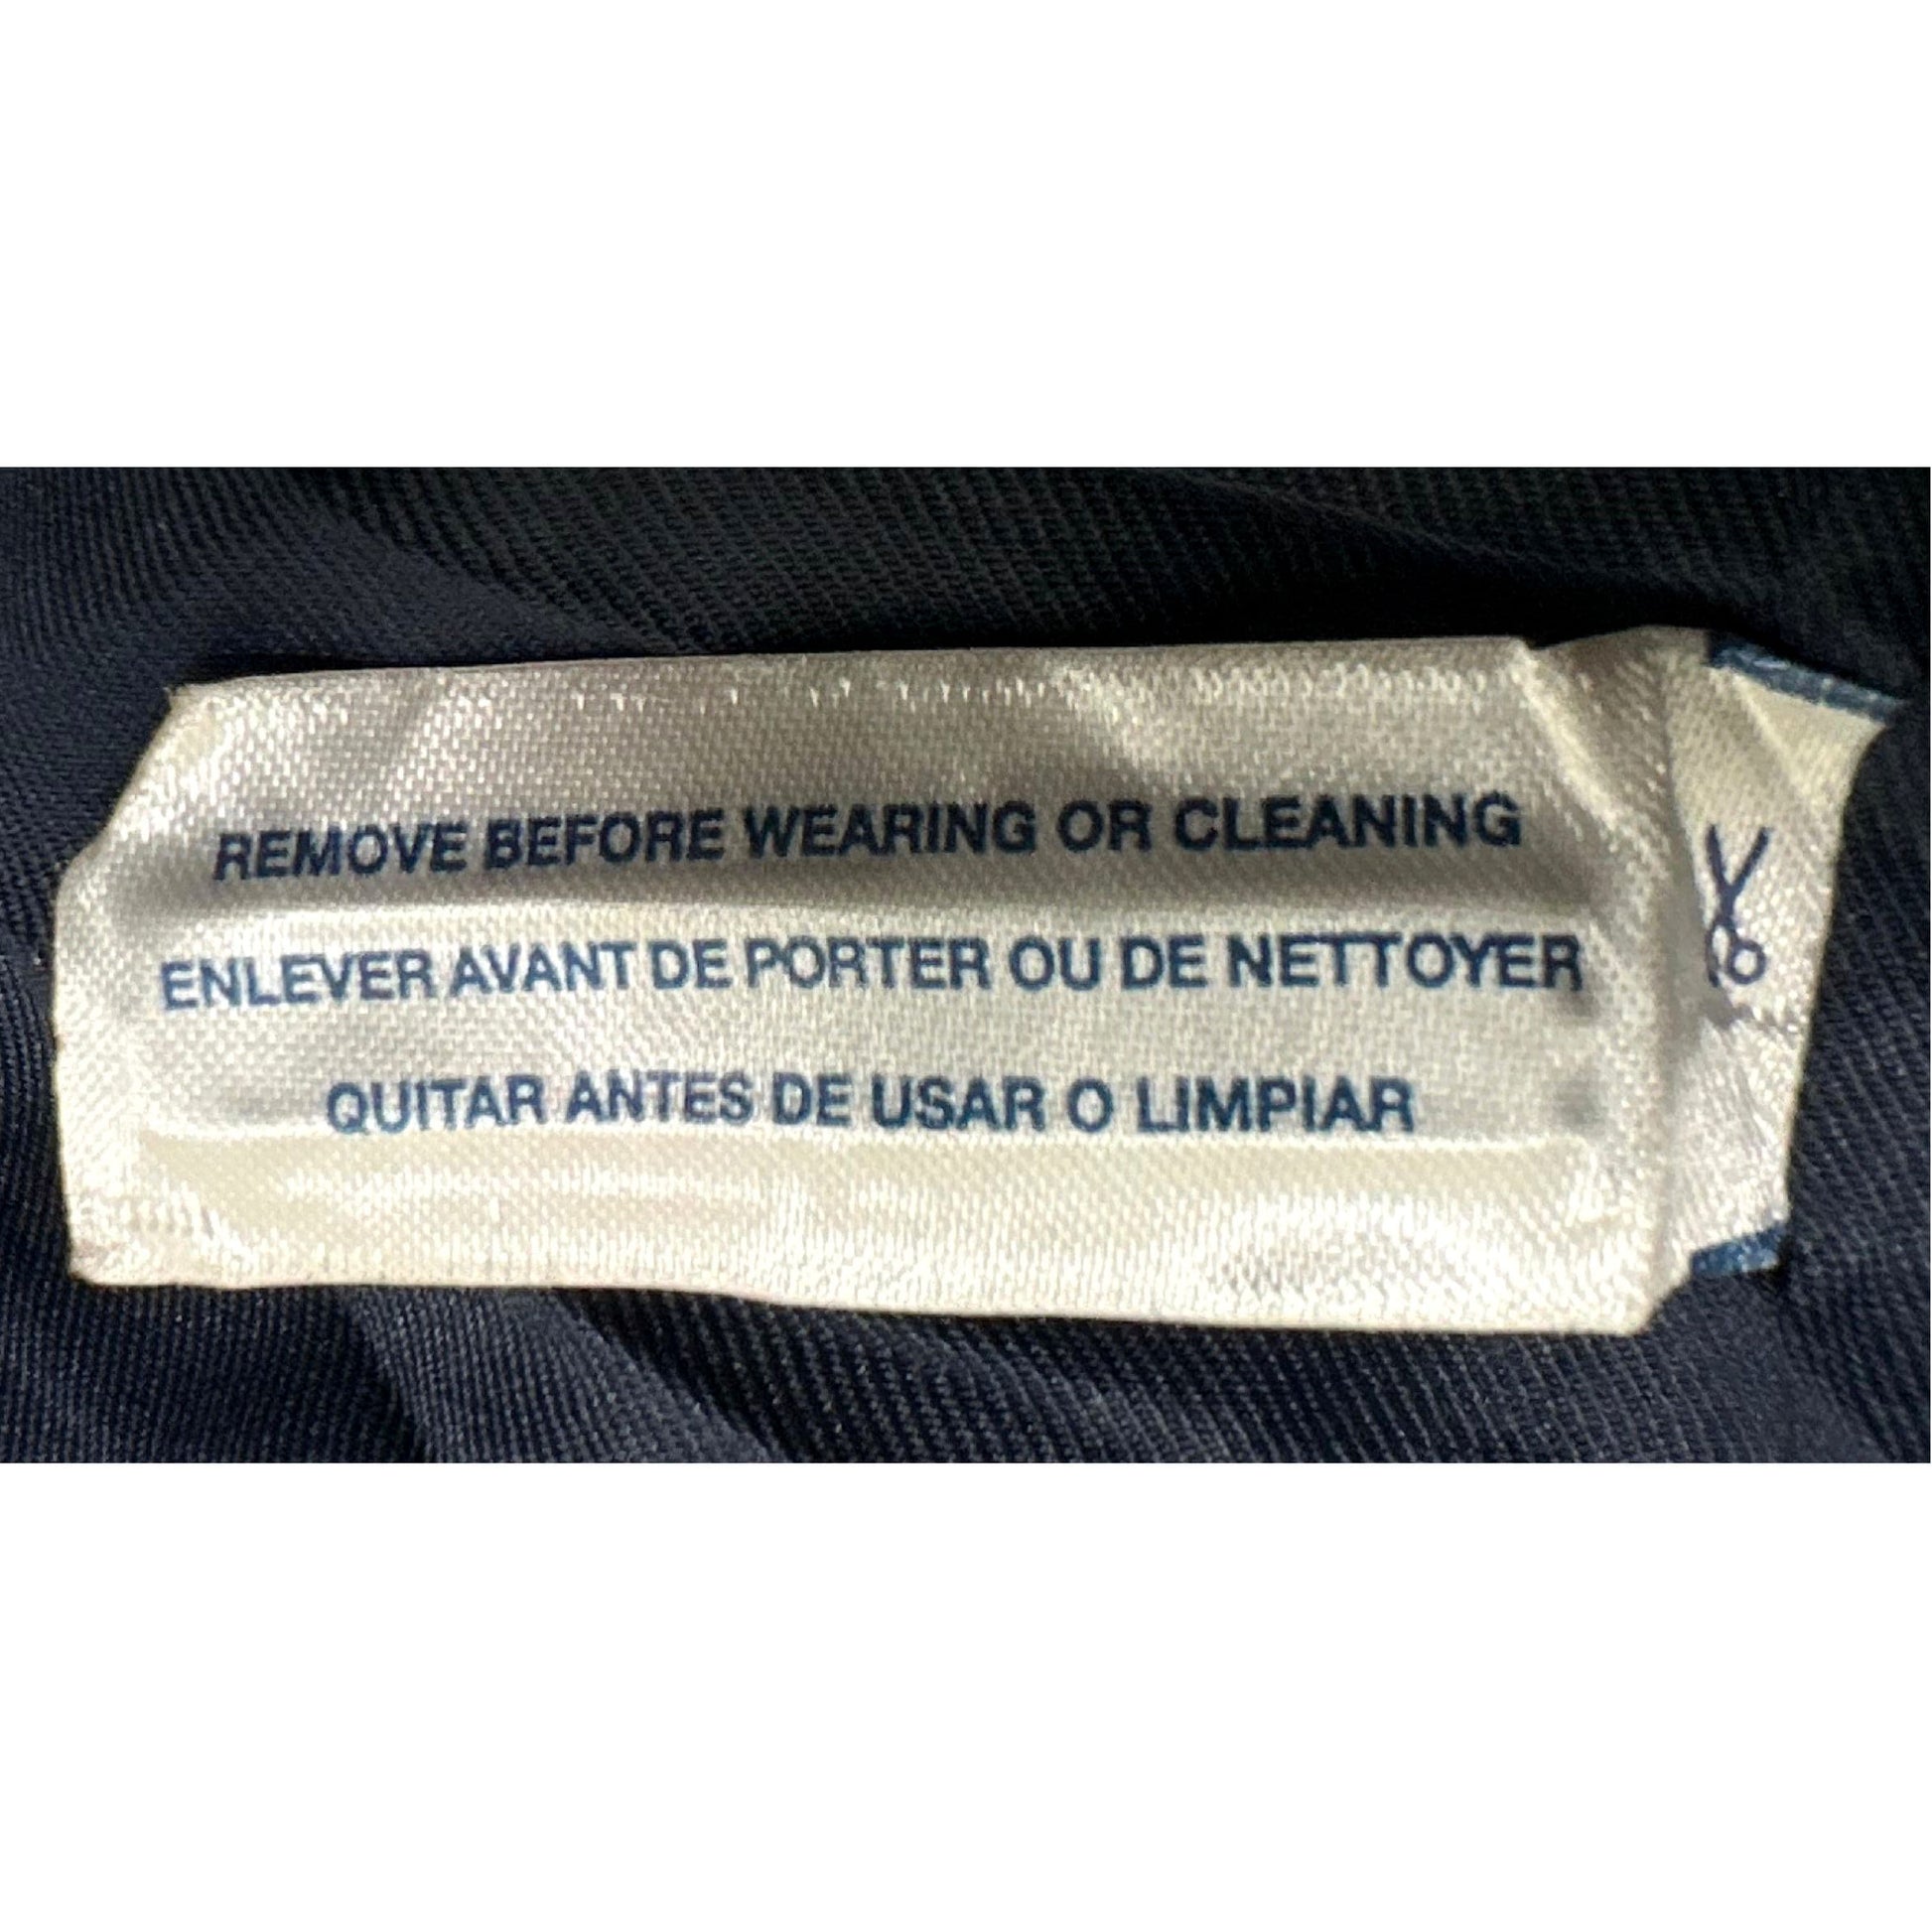 REMOVE BEFORE WEARING OR CLEANING
ENLEVER AVANT DE PORTER OU DE NETTOYER
QUITAR ANTES DE USAR O LIMPIAR